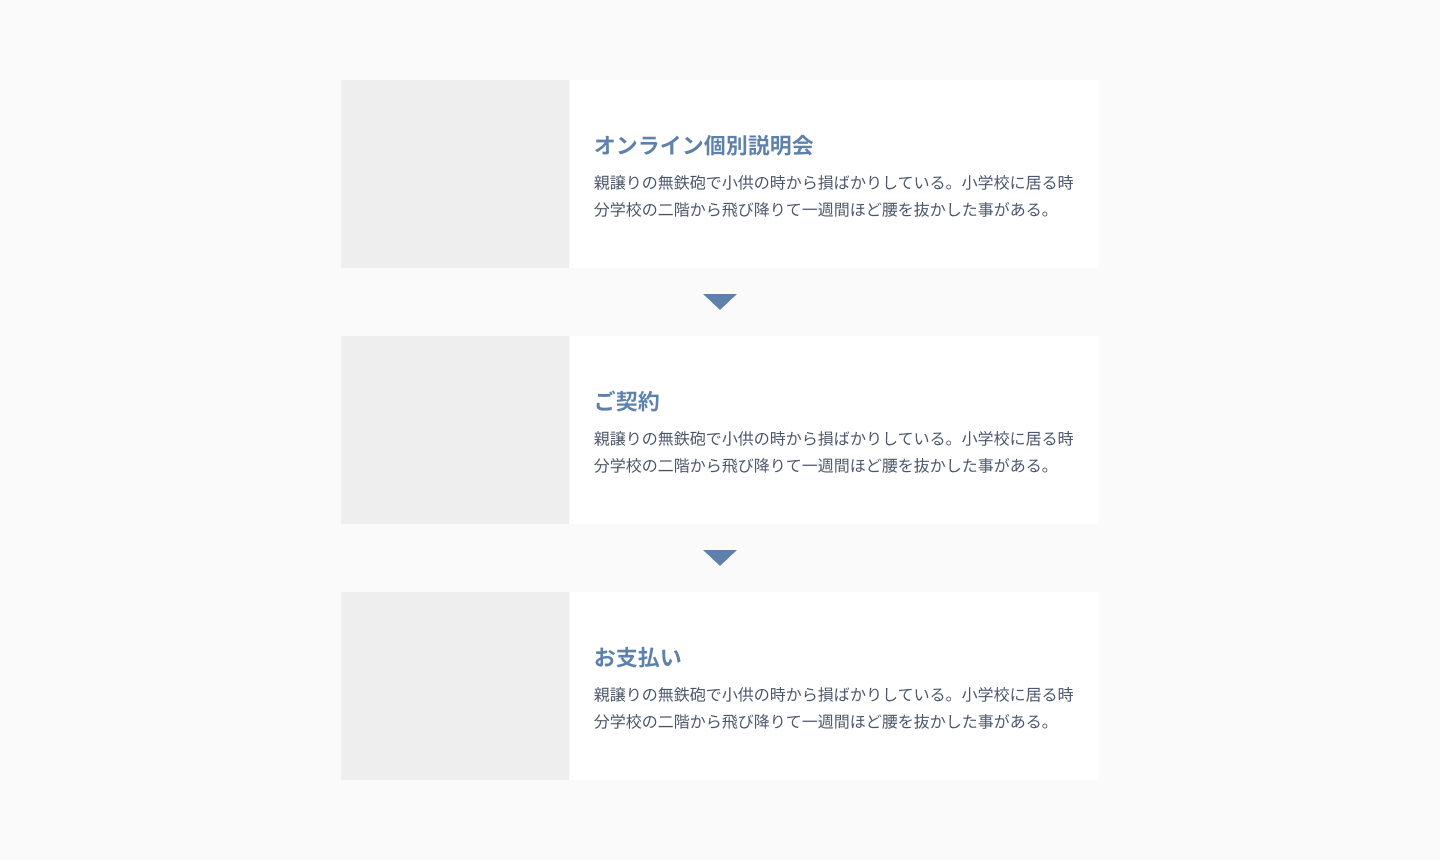 オンライン個別説明会
親譲りの無鉄砲で小供の時から損ばかりしている。小学校に居る時
分学校の二階から飛び降りて一週間ほど腰を抜かした事がある。
ご契約
親譲りの無鉄砲で小供の時から損ばかりしている。小学校に居る時
分学校の二階から飛び降りて一週間ほど腰を抜かした事がある。
お支払い
親譲りの無鉄砲で小供の時から損ばかりしている。小学校に居る時
分学校の二階から飛び降りて一週間ほど腰を抜かした事がある。